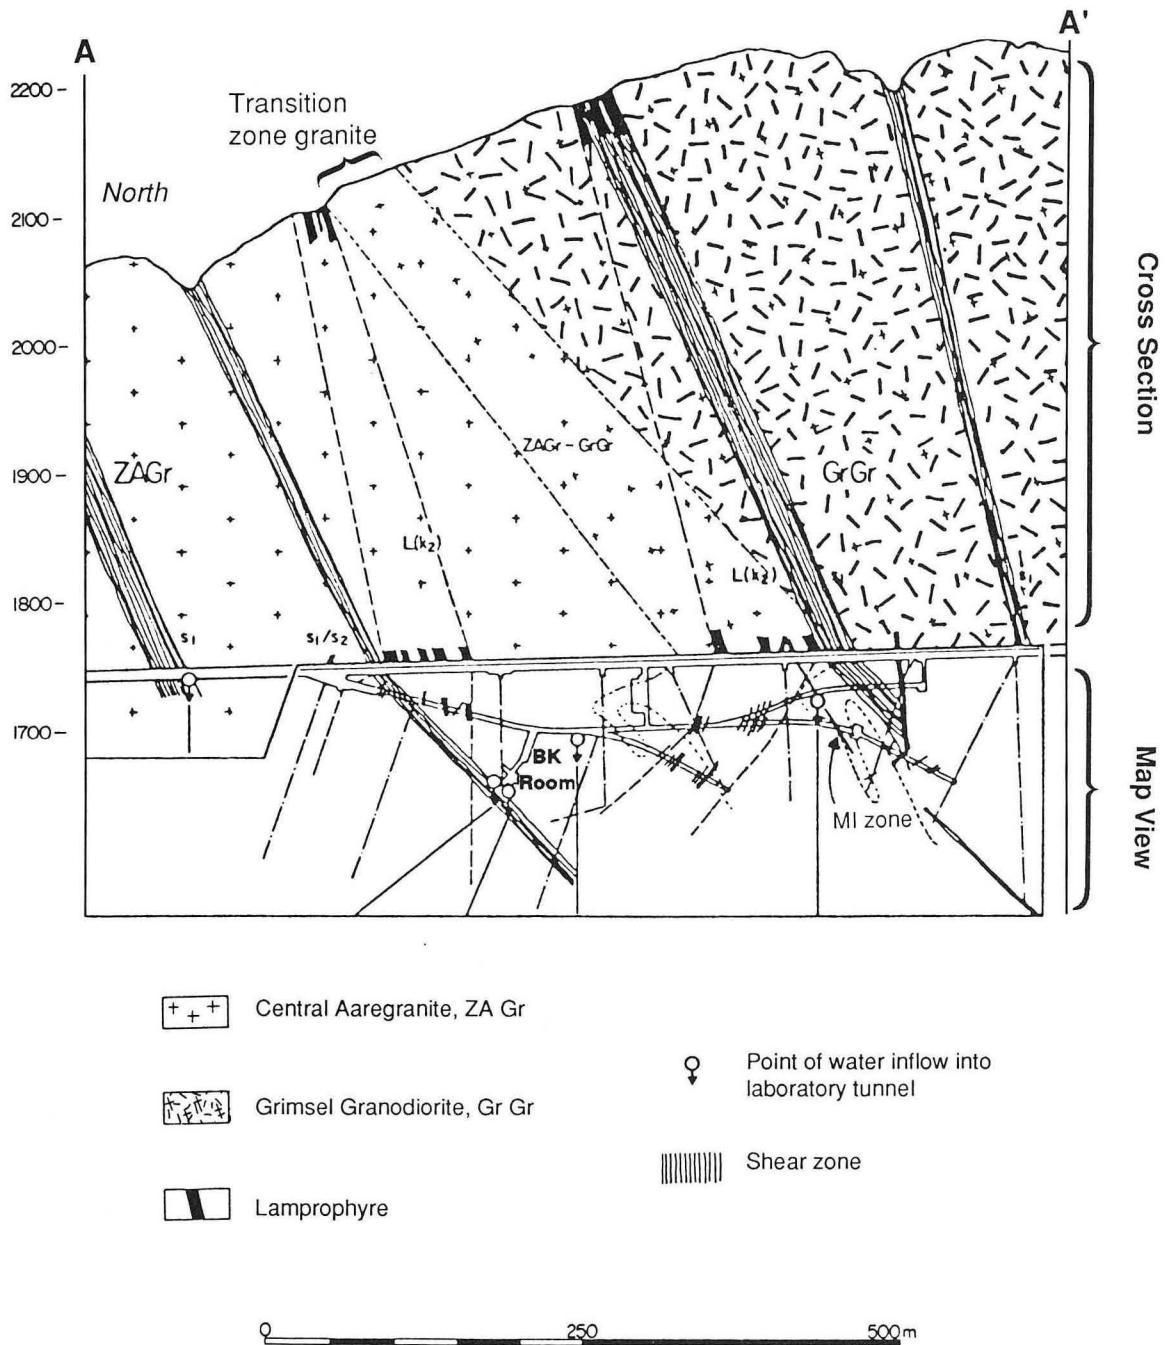 A
A'
2200 -
Transition
zone granite
North
2100 -
2000 -
Cross Section
1900 -
ZAGr
ZAGr - GrGr
GrGr
L(k₂)
L(k₂)
1800 -
s₁
s₁/s₂
s₁
1700 -
BK
Room
MI zone
Map View
Central Aaregranite, ZA Gr
Point of water inflow into
laboratory tunnel
Grimsel Granodiorite, Gr Gr
Shear zone
Lamprophyre
0 250 500 m